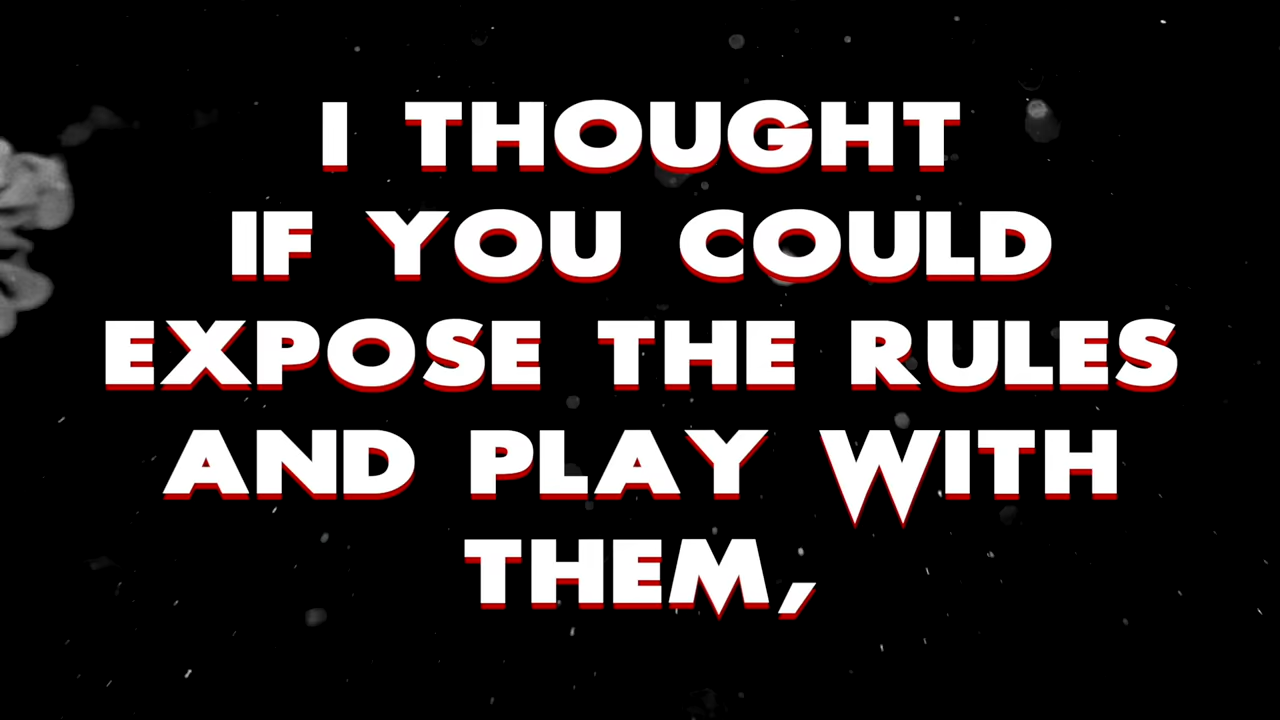 I THOUGHT
IF YOU COULD
EXPOSE THE RULES
AND PLAY WITH
THEM,